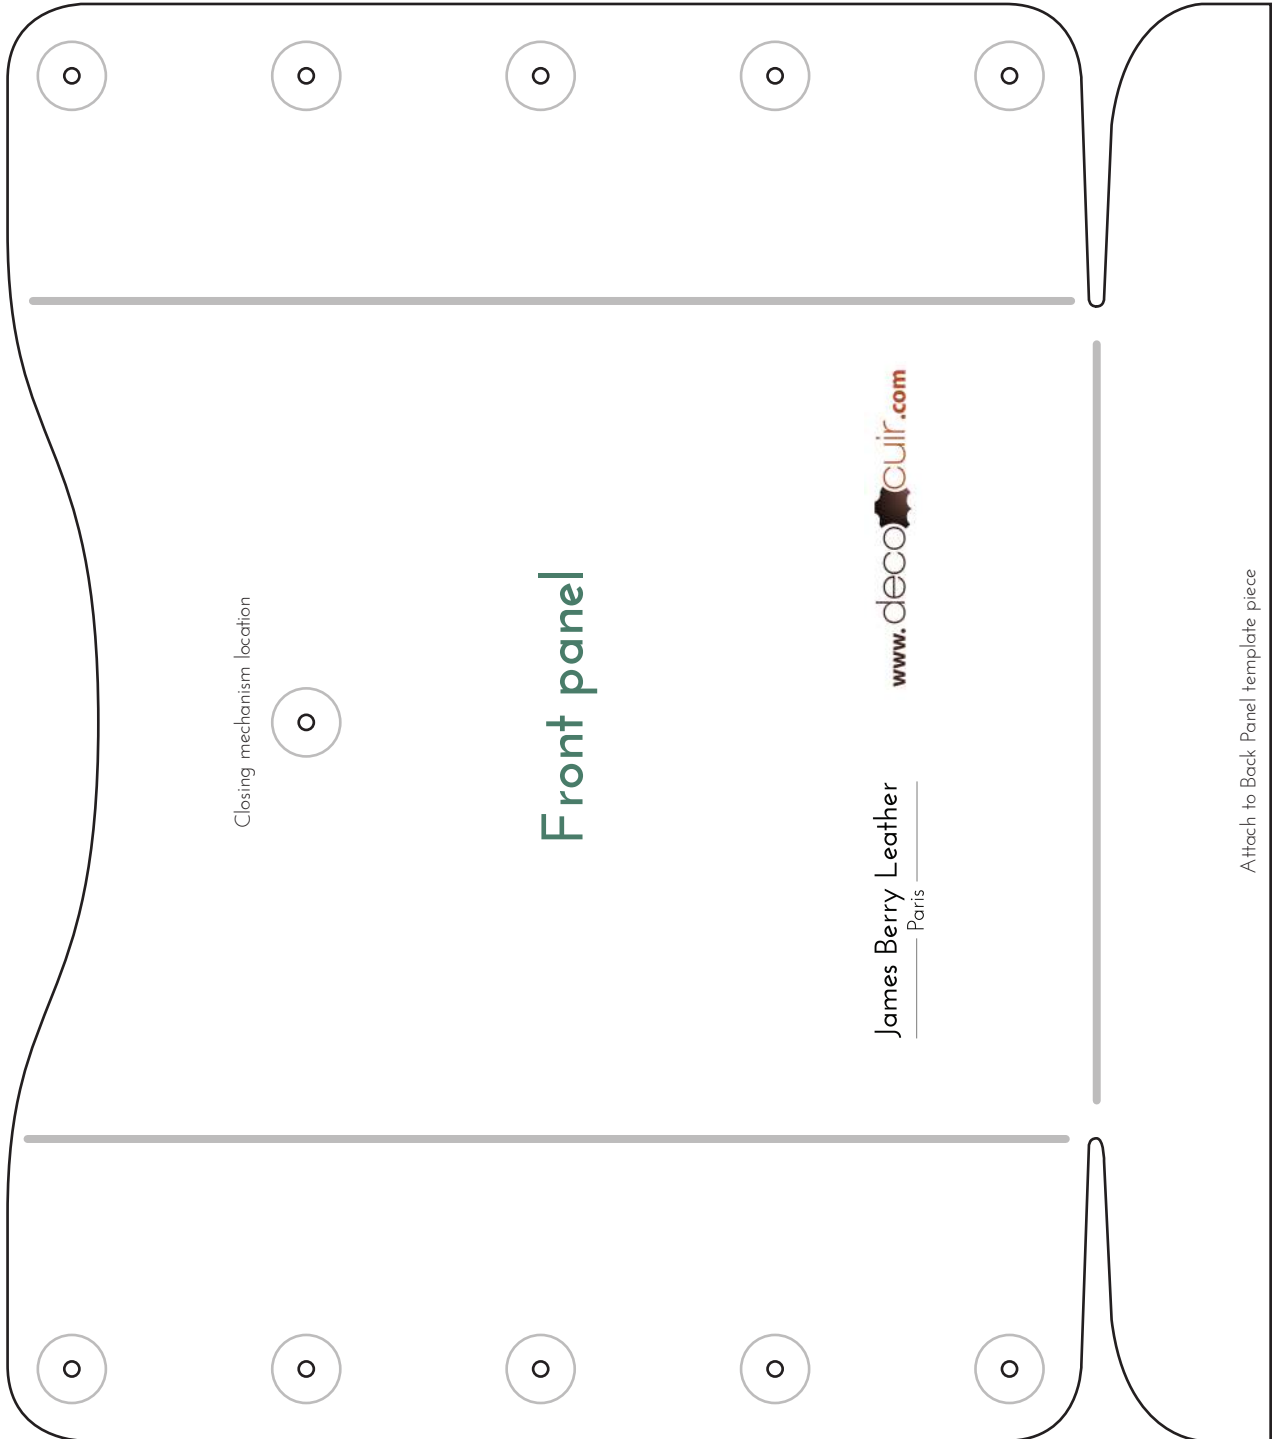 Closing mechanism location
Front panel
James Berry Leather
Paris
www.decocuir.com
Attach to Back Panel template piece